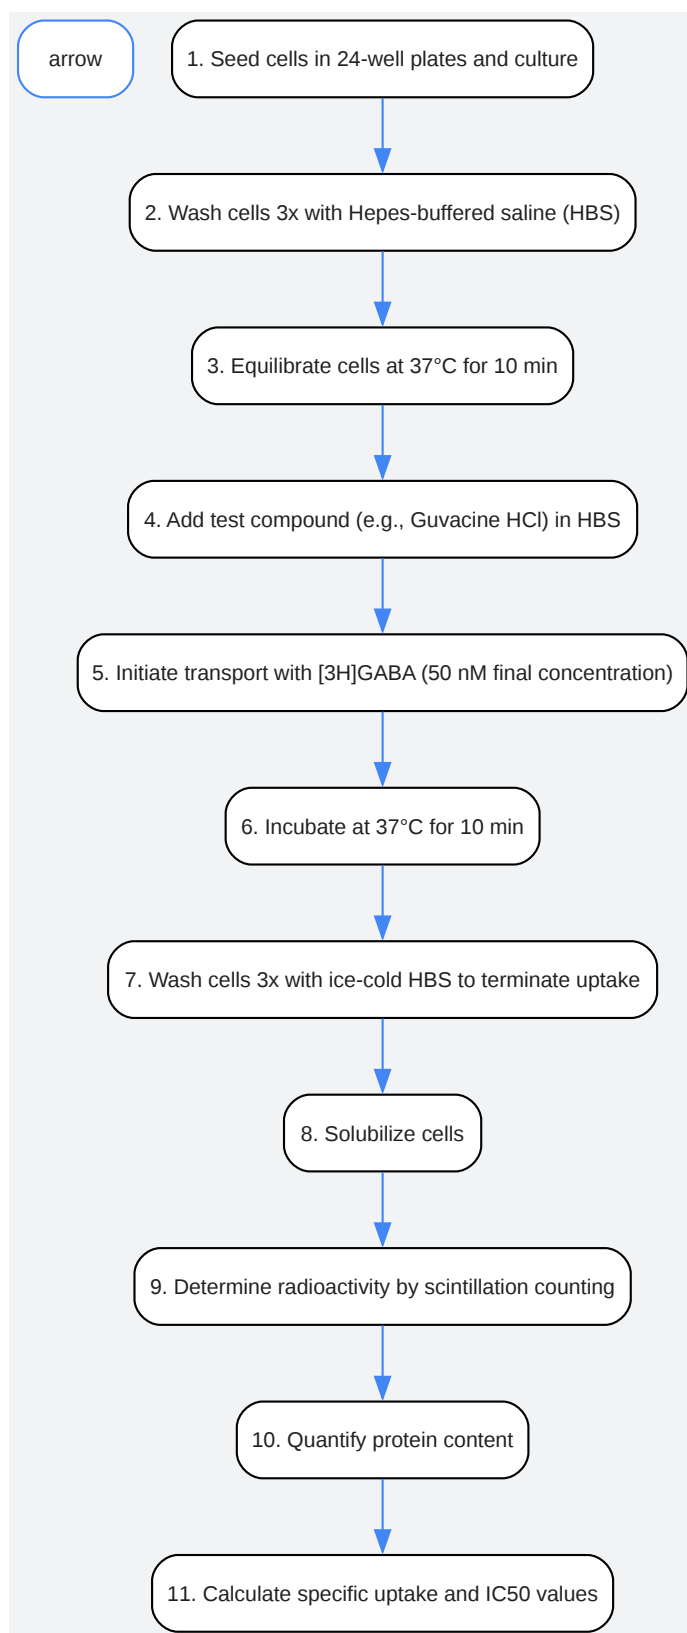 arrow
1. Seed cells in 24-well plates and culture
2. Wash cells 3x with Hepes-buffered saline (HBS)
3. Equilibrate cells at 37°C for 10 min
4. Add test compound (e.g., Guvacine HCl) in HBS
5. Initiate transport with [3H]GABA (50 nM final concentration)
6. Incubate at 37°C for 10 min
7. Wash cells 3x with ice-cold HBS to terminate uptake
8. Solubilize cells
9. Determine radioactivity by scintillation counting
10. Quantify protein content
11. Calculate specific uptake and IC50 values